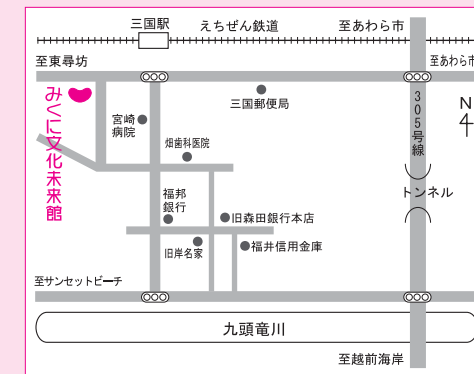 三国駅
えちぜん鉄道
至あわら市
至東尋坊
至あわら市
みくに文化未来館
宮崎
病院
三国郵便局
305号線
N
畑歯科医院
トンネル
福邦
銀行
旧森田銀行本店
旧岸名家
福井信用金庫
至サンセットビーチ
九頭竜川
至越前海岸